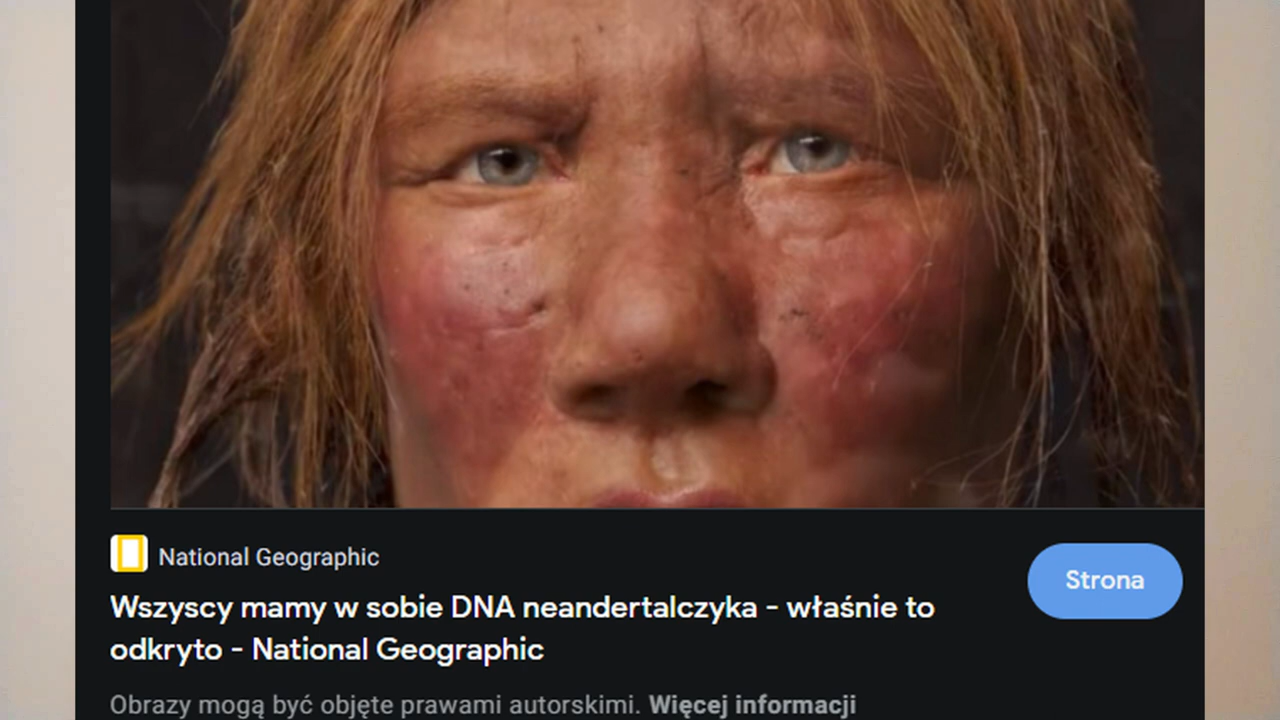 National Geographic
Strona
Wszyscy mamy w sobie DNA neandertalczyka - właśnie to
odkryto - National Geographic
Obrazy mogą być objęte prawami autorskimi. Więcej informacji